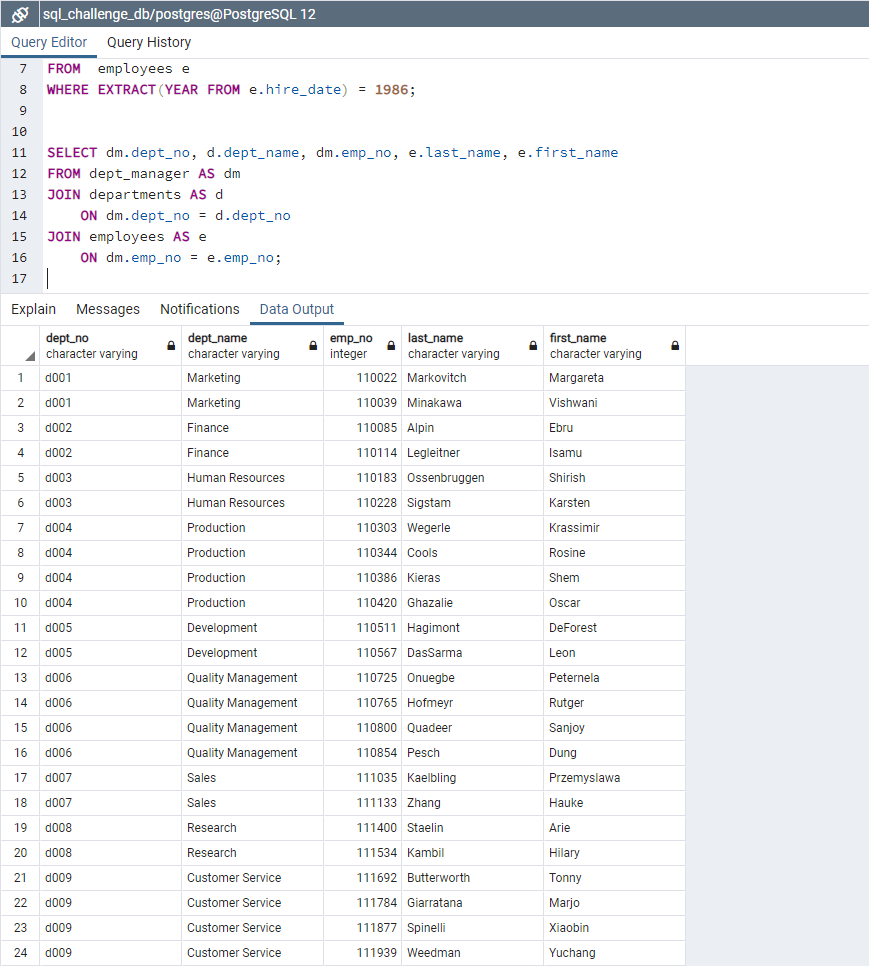 sql_challenge_db/postgres@PostgreSQL 12
Query Editor Query History
7 FROM  employees e
8 WHERE EXTRACT(YEAR FROM e.hire_date) = 1986;
9
10
11 SELECT dm.dept_no, d.dept_name, dm.emp_no, e.last_name, e.first_name
12 FROM dept_manager AS dm
13 JOIN departments AS d
14     ON dm.dept_no = d.dept_no
15 JOIN employees AS e
16     ON dm.emp_no = e.emp_no;
17
Explain Messages Notifications Data Output
dept_no dept_name emp_no last_name first_name
character varying character varying integer character varying character varying
1 d001 Marketing 110022 Markovitch Margareta
2 d001 Marketing 110039 Minakawa Vishwani
3 d002 Finance 110085 Alpin Ebru
4 d002 Finance 110114 Legleitner Isamu
5 d003 Human Resources 110183 Ossenbruggen Shirish
6 d003 Human Resources 110228 Sigstam Karsten
7 d004 Production 110303 Wegerle Krassimir
8 d004 Production 110344 Cools Rosine
9 d004 Production 110386 Kieras Shem
10 d004 Production 110420 Ghazalie Oscar
11 d005 Development 110511 Hagimont DeForest
12 d005 Development 110567 DasSarma Leon
13 d006 Quality Management 110725 Onuegbe Peternela
14 d006 Quality Management 110765 Hofmeyr Rutger
15 d006 Quality Management 110800 Quadeer Sanjoy
16 d006 Quality Management 110854 Pesch Dung
17 d007 Sales 111035 Kaelbling Przemyslawa
18 d007 Sales 111133 Zhang Hauke
19 d008 Research 111400 Staelin Arie
20 d008 Research 111534 Kambil Hilary
21 d009 Customer Service 111692 Butterworth Tonny
22 d009 Customer Service 111784 Giarratana Marjo
23 d009 Customer Service 111877 Spinelli Xiaobin
24 d009 Customer Service 111939 Weedman Yuchang